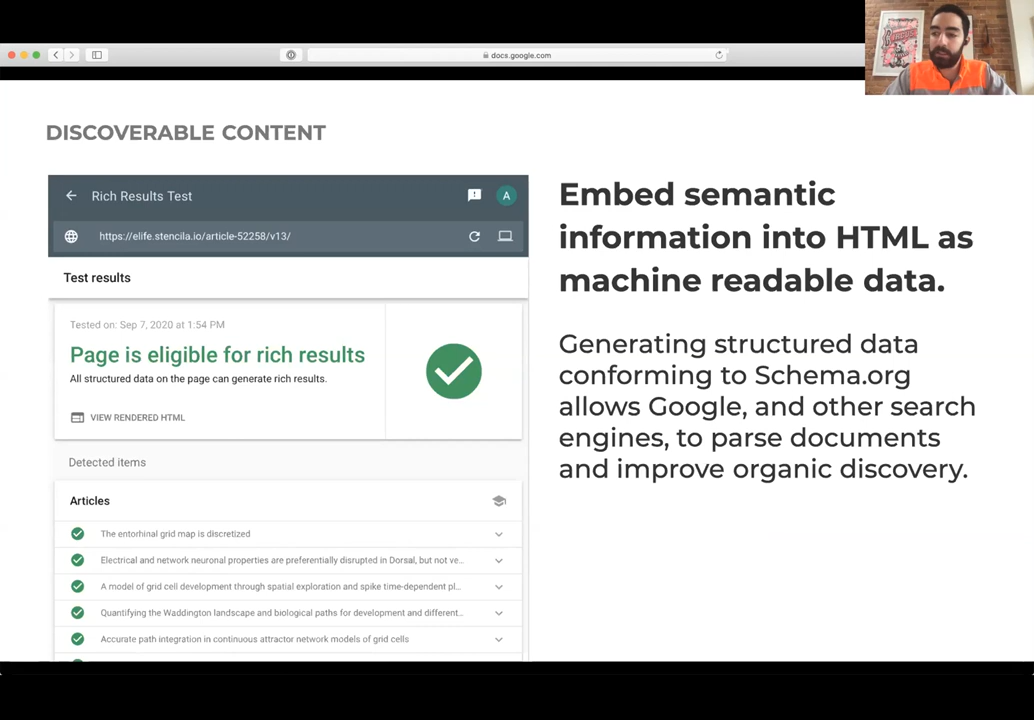 docs.google.com
DISCOVERABLE CONTENT
Rich Results Test
A
https://elife.stencila.io/article-52258/v13/
Test results
Tested on: Sep 7, 2020 at 1:54 PM
Page is eligible for rich results
All structured data on the page can generate rich results.
VIEW RENDERED HTML
Detected items
Articles
The entorhinal grid map is discretized
Electrical and network neuronal properties are preferentially disrupted in Dorsal, but not ve...
A model of grid cell development through spatial exploration and spike time-dependent pl...
Quantifying the Waddington landscape and biological paths for development and different...
Accurate path integration in continuous attractor network models of grid cells
Embed semantic
information into HTML as
machine readable data.
Generating structured data
conforming to Schema.org
allows Google, and other search
engines, to parse documents
and improve organic discovery.